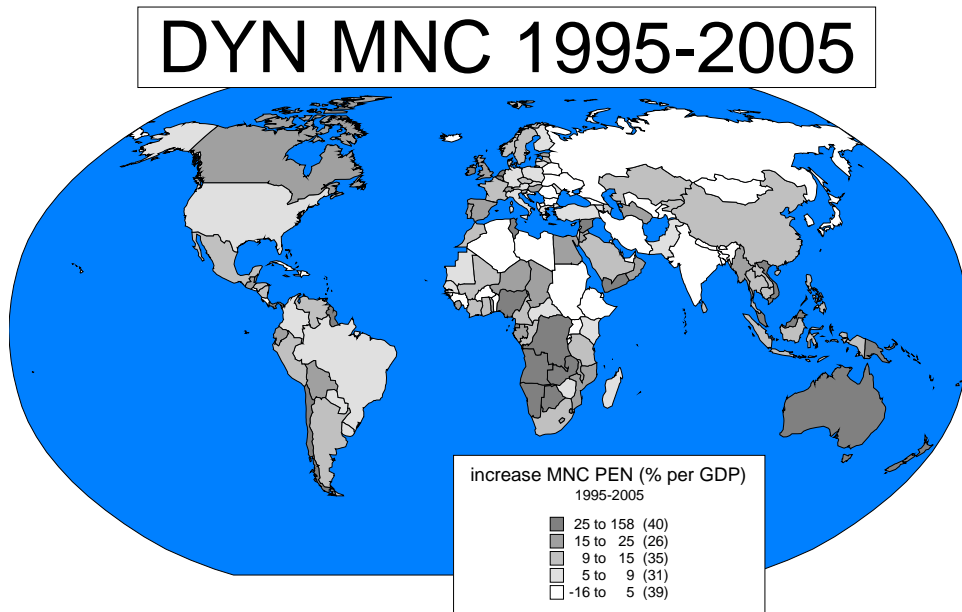 DYN MNC 1995-2005
increase MNC PEN (% per GDP)
1995-2005
25 to 158 (40)
15 to 25 (26)
9 to 15 (35)
5 to 9 (31)
-16 to 5 (39)